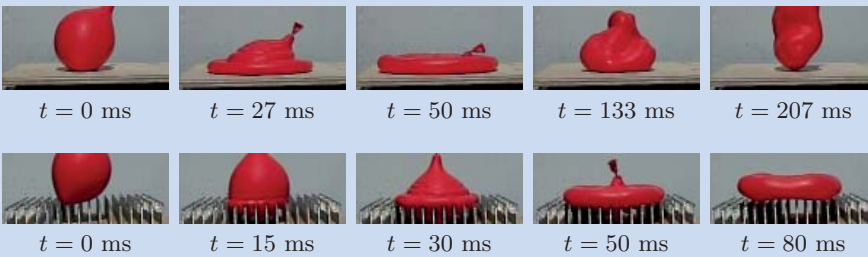 t = 0 ms t = 27 ms t = 50 ms t = 133 ms t = 207 ms
t = 0 ms t = 15 ms t = 30 ms t = 50 ms t = 80 ms